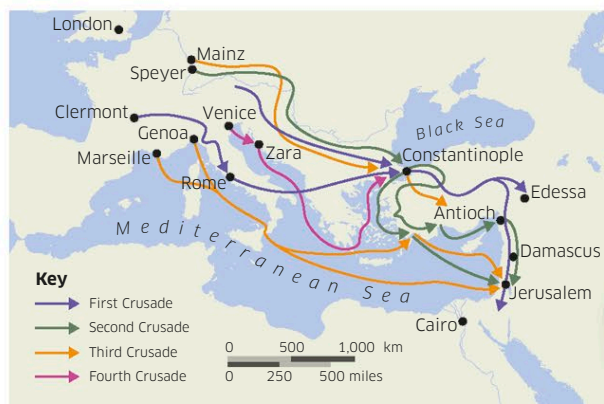 London
Mainz
Speyer
Clermont
Venice
Genoa
Zara
Marseille
Rome
Black Sea
Constantinople
Edessa
Antioch
Damascus
Mediterranean Sea
Jerusalem
Cairo
Key
First Crusade
Second Crusade
Third Crusade
Fourth Crusade
0 500 1,000 km
0 250 500 miles